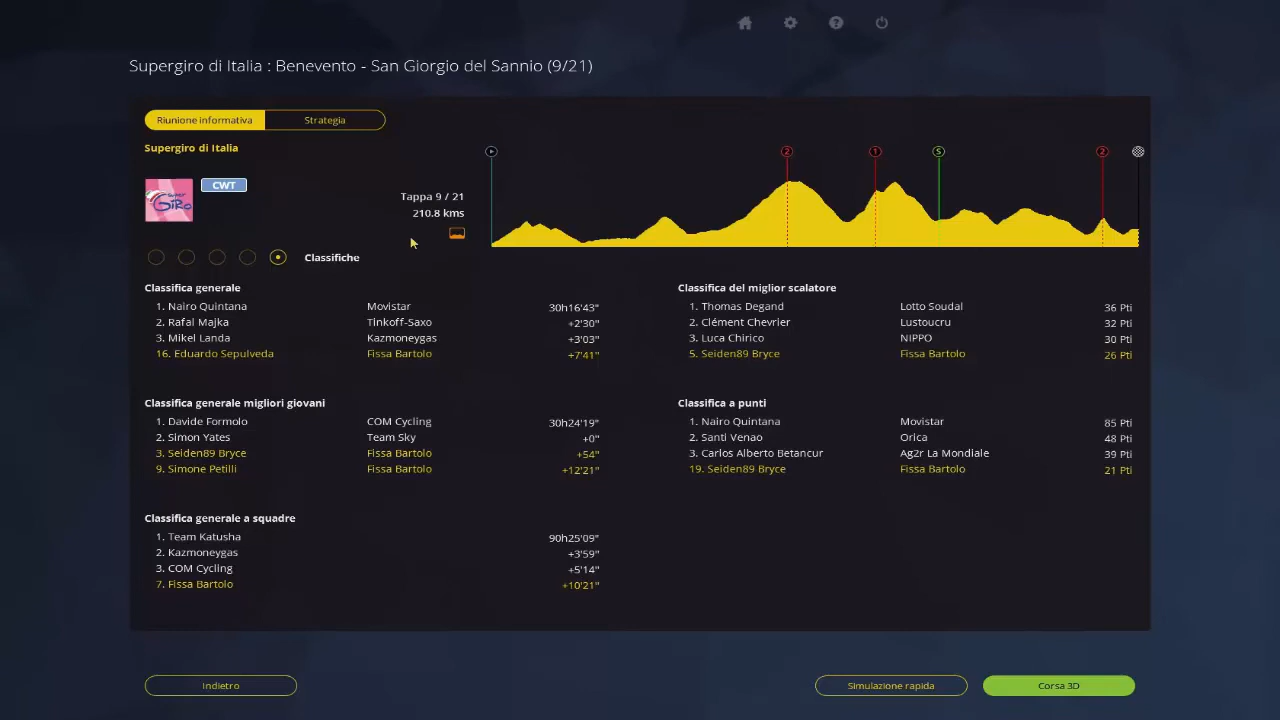 Supergiro di Italia : Benevento - San Giorgio del Sannio (9/21)
Riunione informativa
Strategia
Supergiro di Italia
SUPER GIRO
CWT
Tappa 9 / 21
210.8 kms
2
1
S
2
Classifiche
Classifica generale
1. Nairo Quintana Movistar 30h16'43"
2. Rafal Majka Tinkoff-Saxo +2'30"
3. Mikel Landa Kazmoneygas +3'03"
16. Eduardo Sepulveda Fissa Bartolo +7'41"
Classifica del miglior scalatore
1. Thomas Degand Lotto Soudal 36 Pti
2. Clément Chevrier Lustoucru 32 Pti
3. Luca Chirico NIPPO 30 Pti
5. Seiden89 Bryce Fissa Bartolo 26 Pti
Classifica generale migliori giovani
1. Davide Formolo COM Cycling 30h24'19"
2. Simon Yates Team Sky +0"
3. Seiden89 Bryce Fissa Bartolo +54"
9. Simone Petilli Fissa Bartolo +12'21"
Classifica a punti
1. Nairo Quintana Movistar 85 Pti
2. Santi Venao Orica 48 Pti
3. Carlos Alberto Betancur Ag2r La Mondiale 39 Pti
19. Seiden89 Bryce Fissa Bartolo 21 Pti
Classifica generale a squadre
1. Team Katusha 90h25'09"
2. Kazmoneygas +3'59"
3. COM Cycling +5'14"
7. Fissa Bartolo +10'21"
Indietro
Simulazione rapida
Corsa 3D